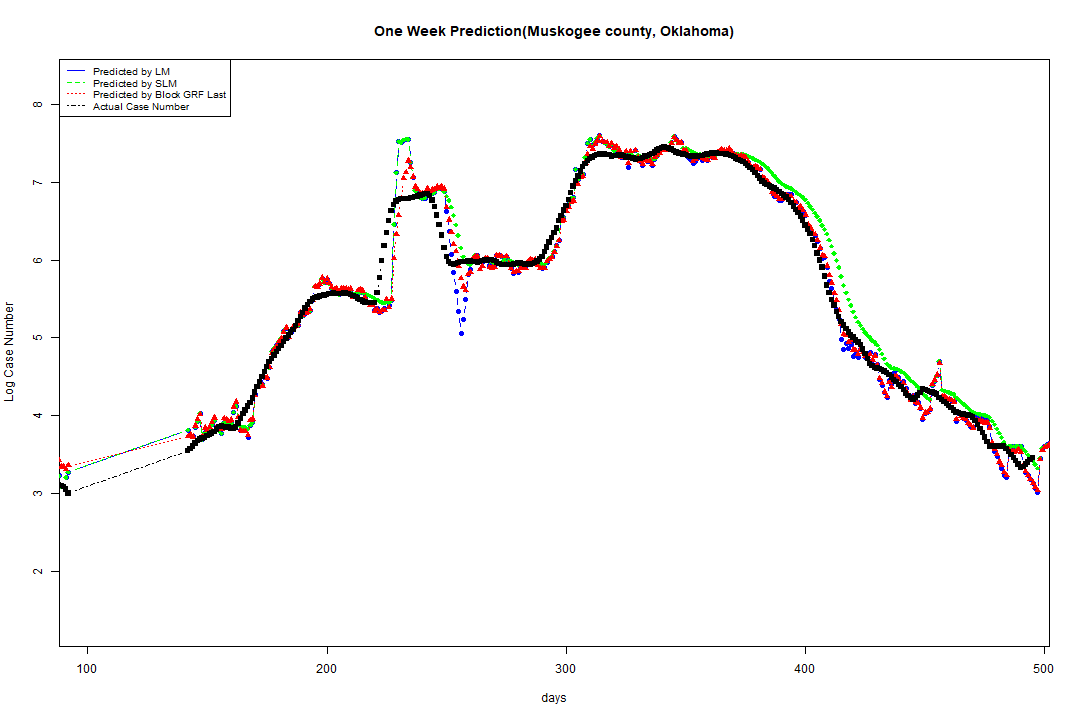 One Week Prediction(Muskogee county, Oklahoma)
Predicted by LM
Predicted by SLM
Predicted by Block GRF Last
Actual Case Number
8
7
6
5
4
3
2
Log Case Number
100 200 300 400 500
days